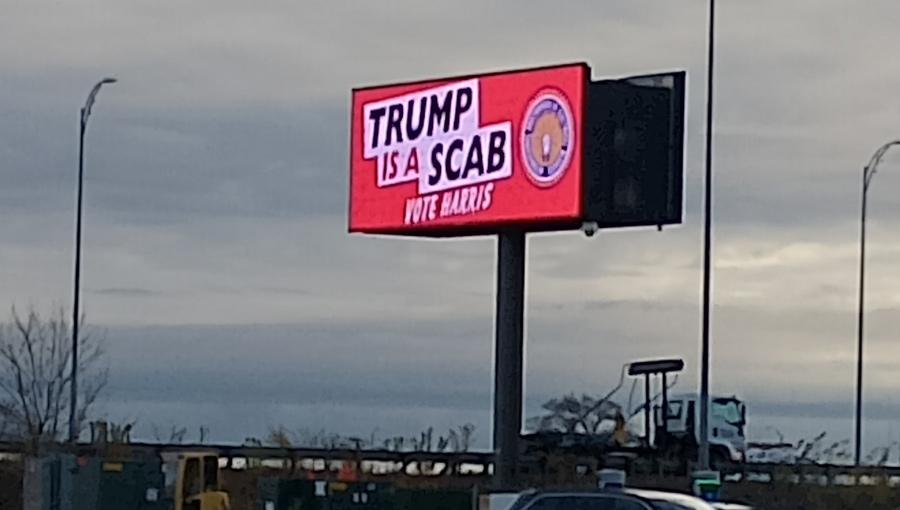 TRUMP
IS A SCAB
VOTE HARRIS